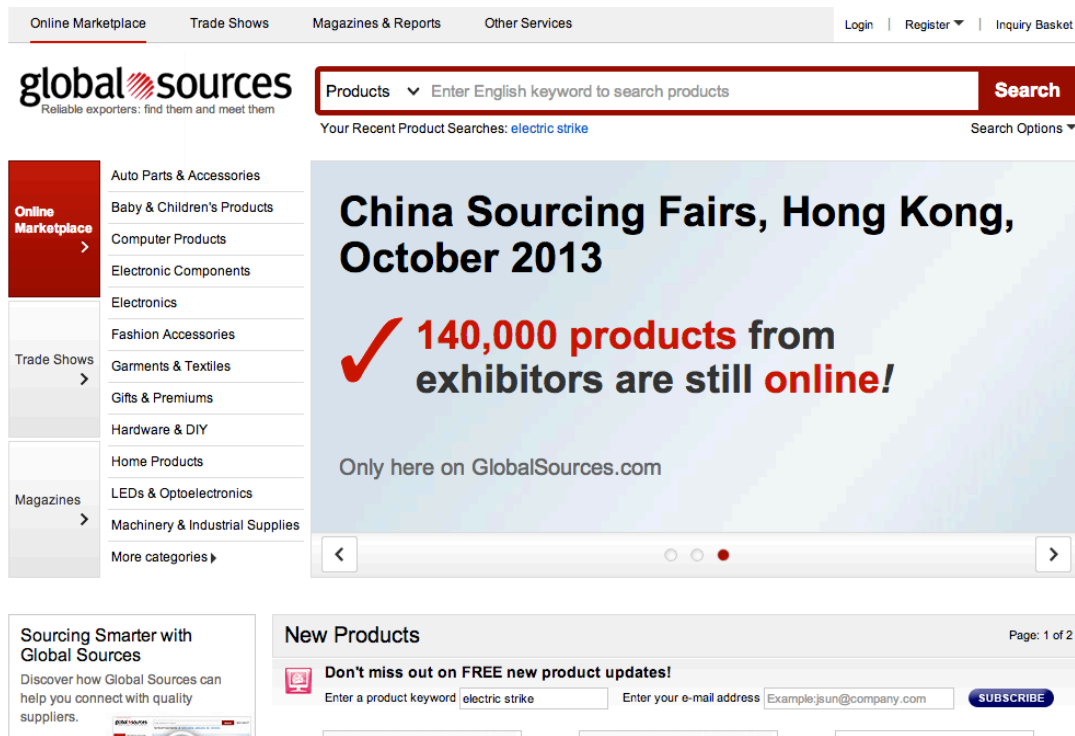 Online Marketplace Trade Shows Magazines & Reports Other Services Login | Register | Inquiry Basket
global sources
Reliable exporters: find them and meet them
Products Enter English keyword to search products Search
Your Recent Product Searches: electric strike Search Options
Online Marketplace
Trade Shows
Magazines
Auto Parts & Accessories
Baby & Children's Products
Computer Products
Electronic Components
Electronics
Fashion Accessories
Garments & Textiles
Gifts & Premiums
Hardware & DIY
Home Products
LEDs & Optoelectronics
Machinery & Industrial Supplies
More categories
China Sourcing Fairs, Hong Kong,
October 2013
140,000 products from
exhibitors are still online!
Only here on GlobalSources.com
Sourcing Smarter with
Global Sources
Discover how Global Sources can
help you connect with quality
suppliers.
global sources
New Products Page: 1 of 2
Don't miss out on FREE new product updates!
Enter a product keyword electric strike Enter your e-mail address Example:jsun@company.com SUBSCRIBE